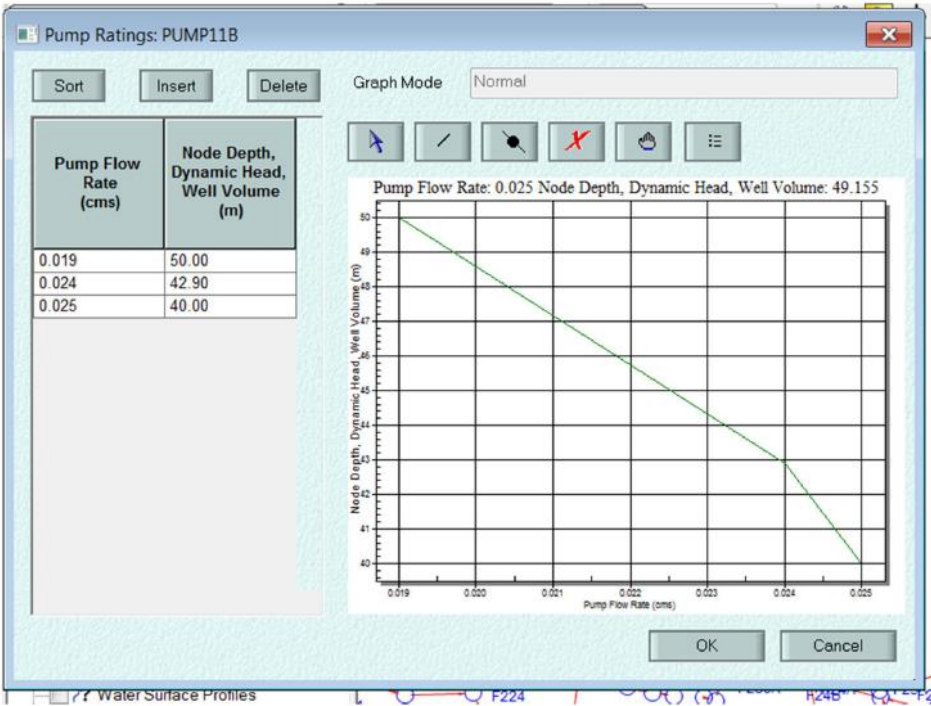 Pump Ratings: PUMP11B
Sort
Insert
Delete
Graph Mode
Normal
Pump Flow
Rate
(cms)
Node Depth,
Dynamic Head,
Well Volume
(m)
0.019
50.00
0.024
42.90
0.025
40.00
Pump Flow Rate: 0.025 Node Depth, Dynamic Head, Well Volume: 49.155
Node Depth, Dynamic Head, Well Volume (m)
50
49
48
47
46
45
44
43
42
41
40
0.019
0.020
0.021
0.022
0.023
0.024
0.025
Pump Flow Rate (cms)
OK
Cancel
?? Water Surface Profiles
F224